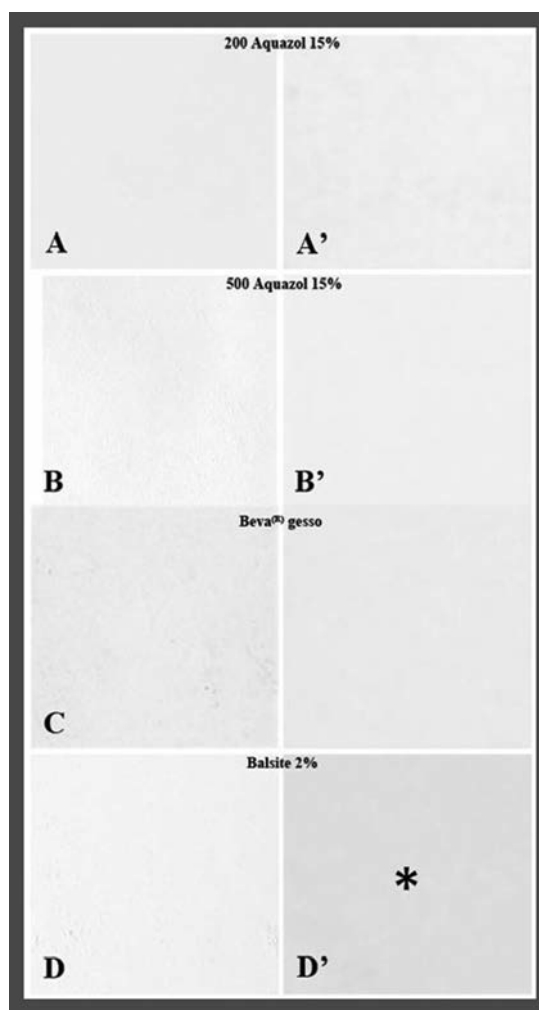 200 Aquazol 15%
A A’
500 Aquazol 15%
B B’
Beva(R) gesso
C
Balsite 2%
*
D D’